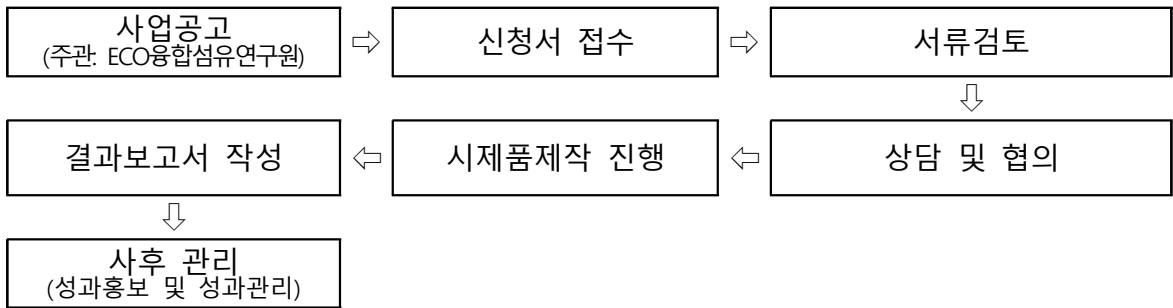 사업공고
(주관: ECO융합섬유연구원)
⇨
신청서 접수
⇨
서류검토
⇩
상담 및 협의
⇦
시제품제작 진행
⇦
결과보고서 작성
⇩
사후 관리
(성과홍보 및 성과관리)